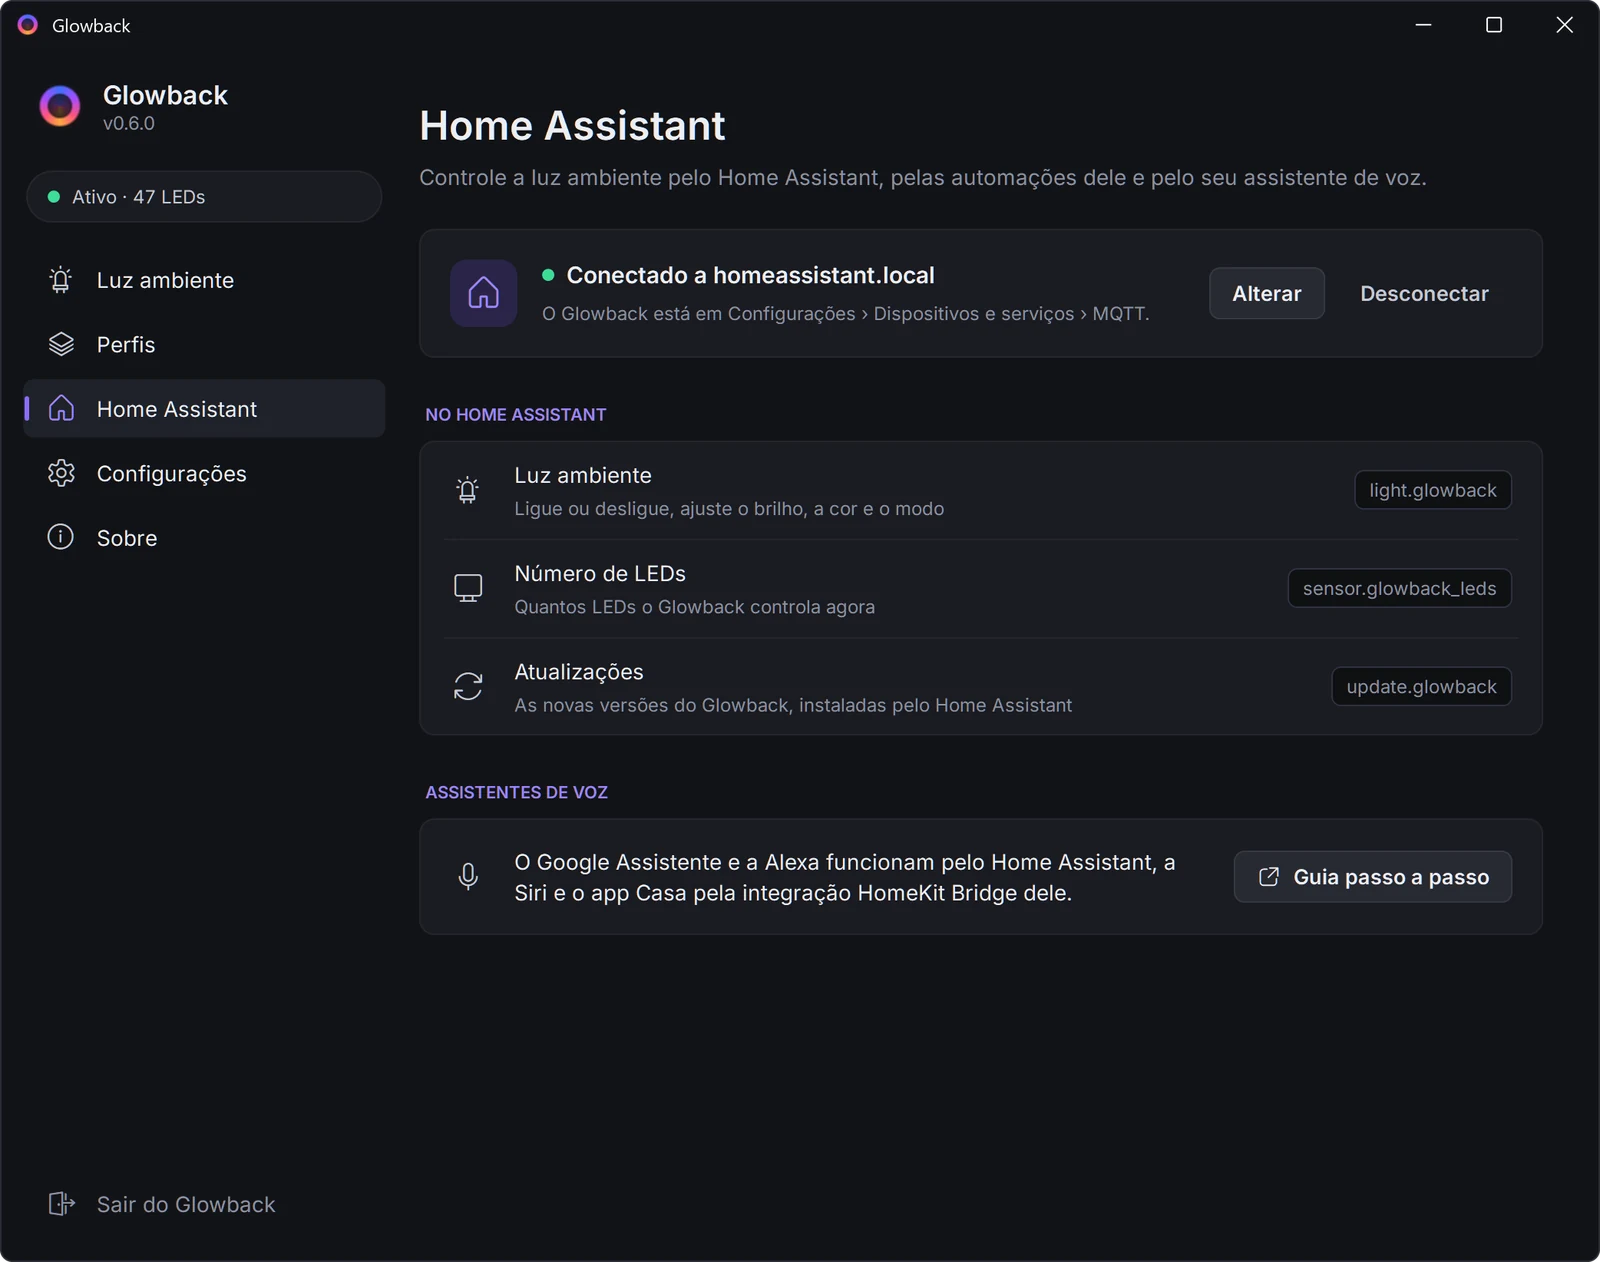 Glowback
Glowback
v0.6.0
Ativo · 47 LEDs
Luz ambiente
Perfis
Home Assistant
Configurações
Sobre
Sair do Glowback
Home Assistant
Controle a luz ambiente pelo Home Assistant, pelas automações dele e pelo seu assistente de voz.
Conectado a homeassistant.local
O Glowback está em Configurações › Dispositivos e serviços › MQTT.
Alterar
Desconectar
NO HOME ASSISTANT
Luz ambiente
Ligue ou desligue, ajuste o brilho, a cor e o modo
light.glowback
Número de LEDs
Quantos LEDs o Glowback controla agora
sensor.glowback_leds
Atualizações
As novas versões do Glowback, instaladas pelo Home Assistant
update.glowback
ASSISTENTES DE VOZ
O Google Assistente e a Alexa funcionam pelo Home Assistant, a
Siri e o app Casa pela integração HomeKit Bridge dele.
Guia passo a passo